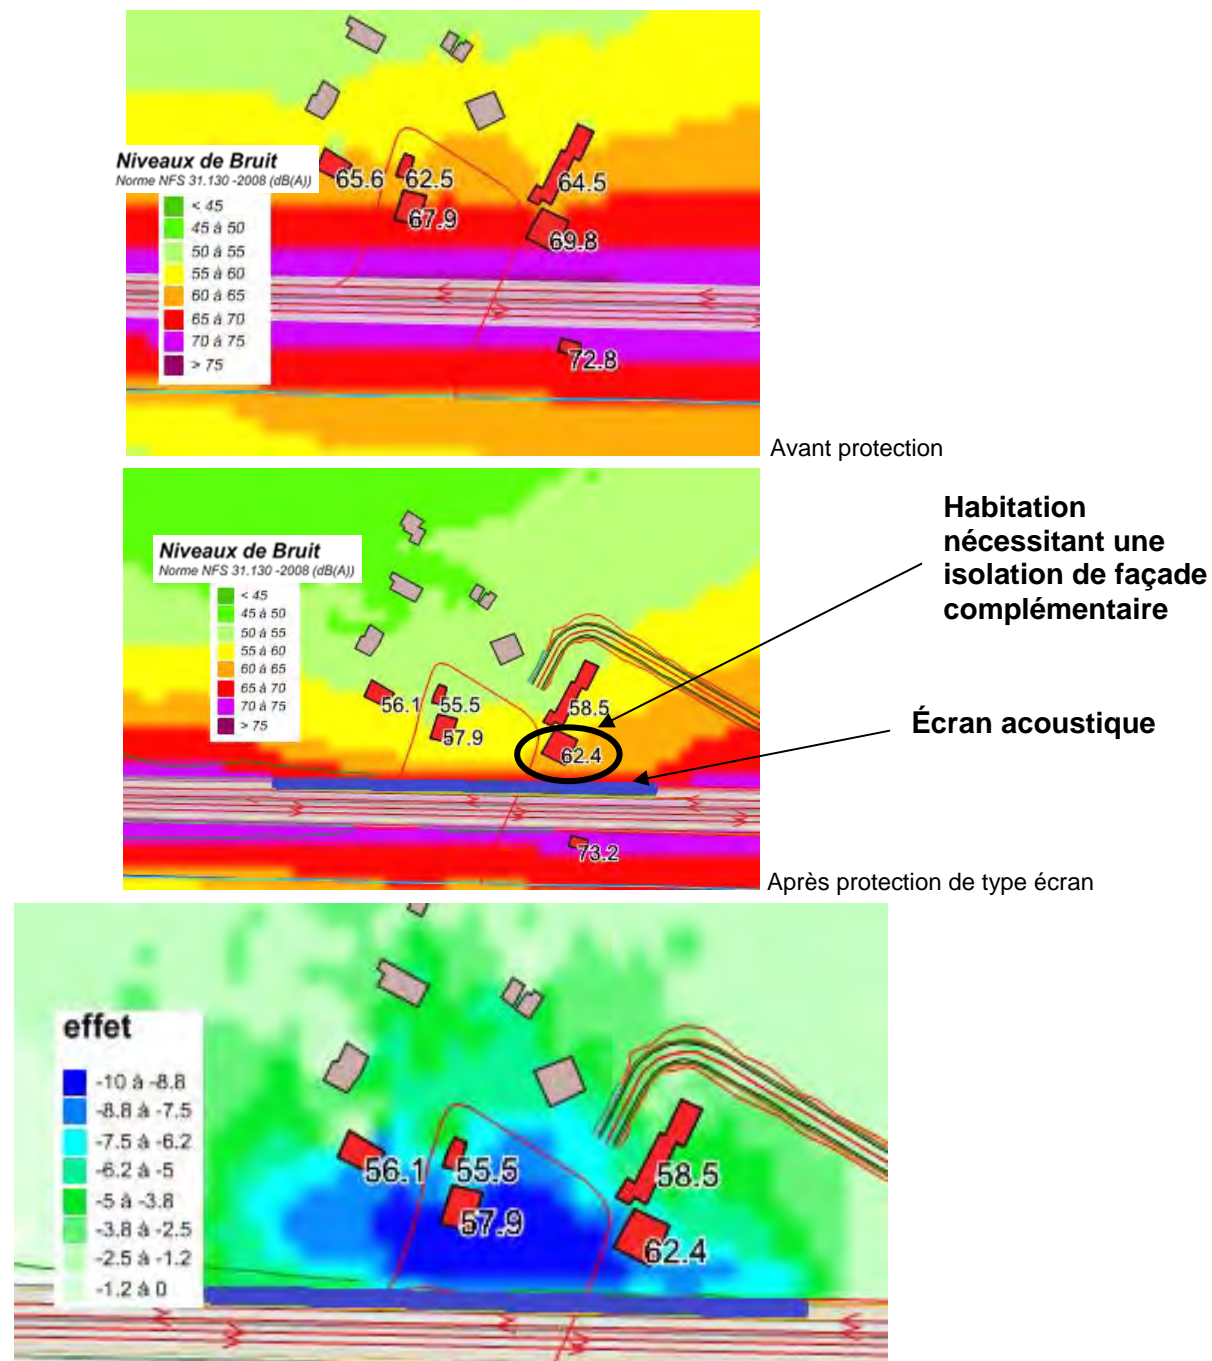 Niveaux de Bruit
Norme NFS 31.130 -2008 (dB(A))
< 45
45 à 50
50 à 55
55 à 60
60 à 65
65 à 70
70 à 75
> 75
65.6
62.5
67.9
64.5
69.8
72.8
Avant protection
Niveaux de Bruit
Norme NFS 31.130 -2008 (dB(A))
< 45
45 à 50
50 à 55
55 à 60
60 à 65
65 à 70
70 à 75
> 75
56.1
55.5
57.9
58.5
62.4
73.2
Habitation
nécessitant une
isolation de façade
complémentaire
Écran acoustique
Après protection de type écran
effet
-10 à -8.8
-8.8 à -7.5
-7.5 à -6.2
-6.2 à -5
-5 à -3.8
-3.8 à -2.5
-2.5 à -1.2
-1.2 à 0
56.1
55.5
57.9
58.5
62.4